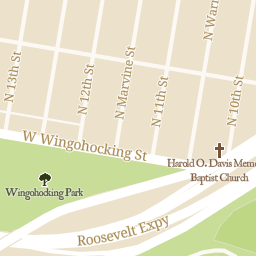 N 13th St
N 12th St
N Marvine St
N 11th St
N Warn
N 10th St
W Wingohocking St
Harold O. Davis Memo
Baptist Church
Wingohocking Park
Roosevelt Expy